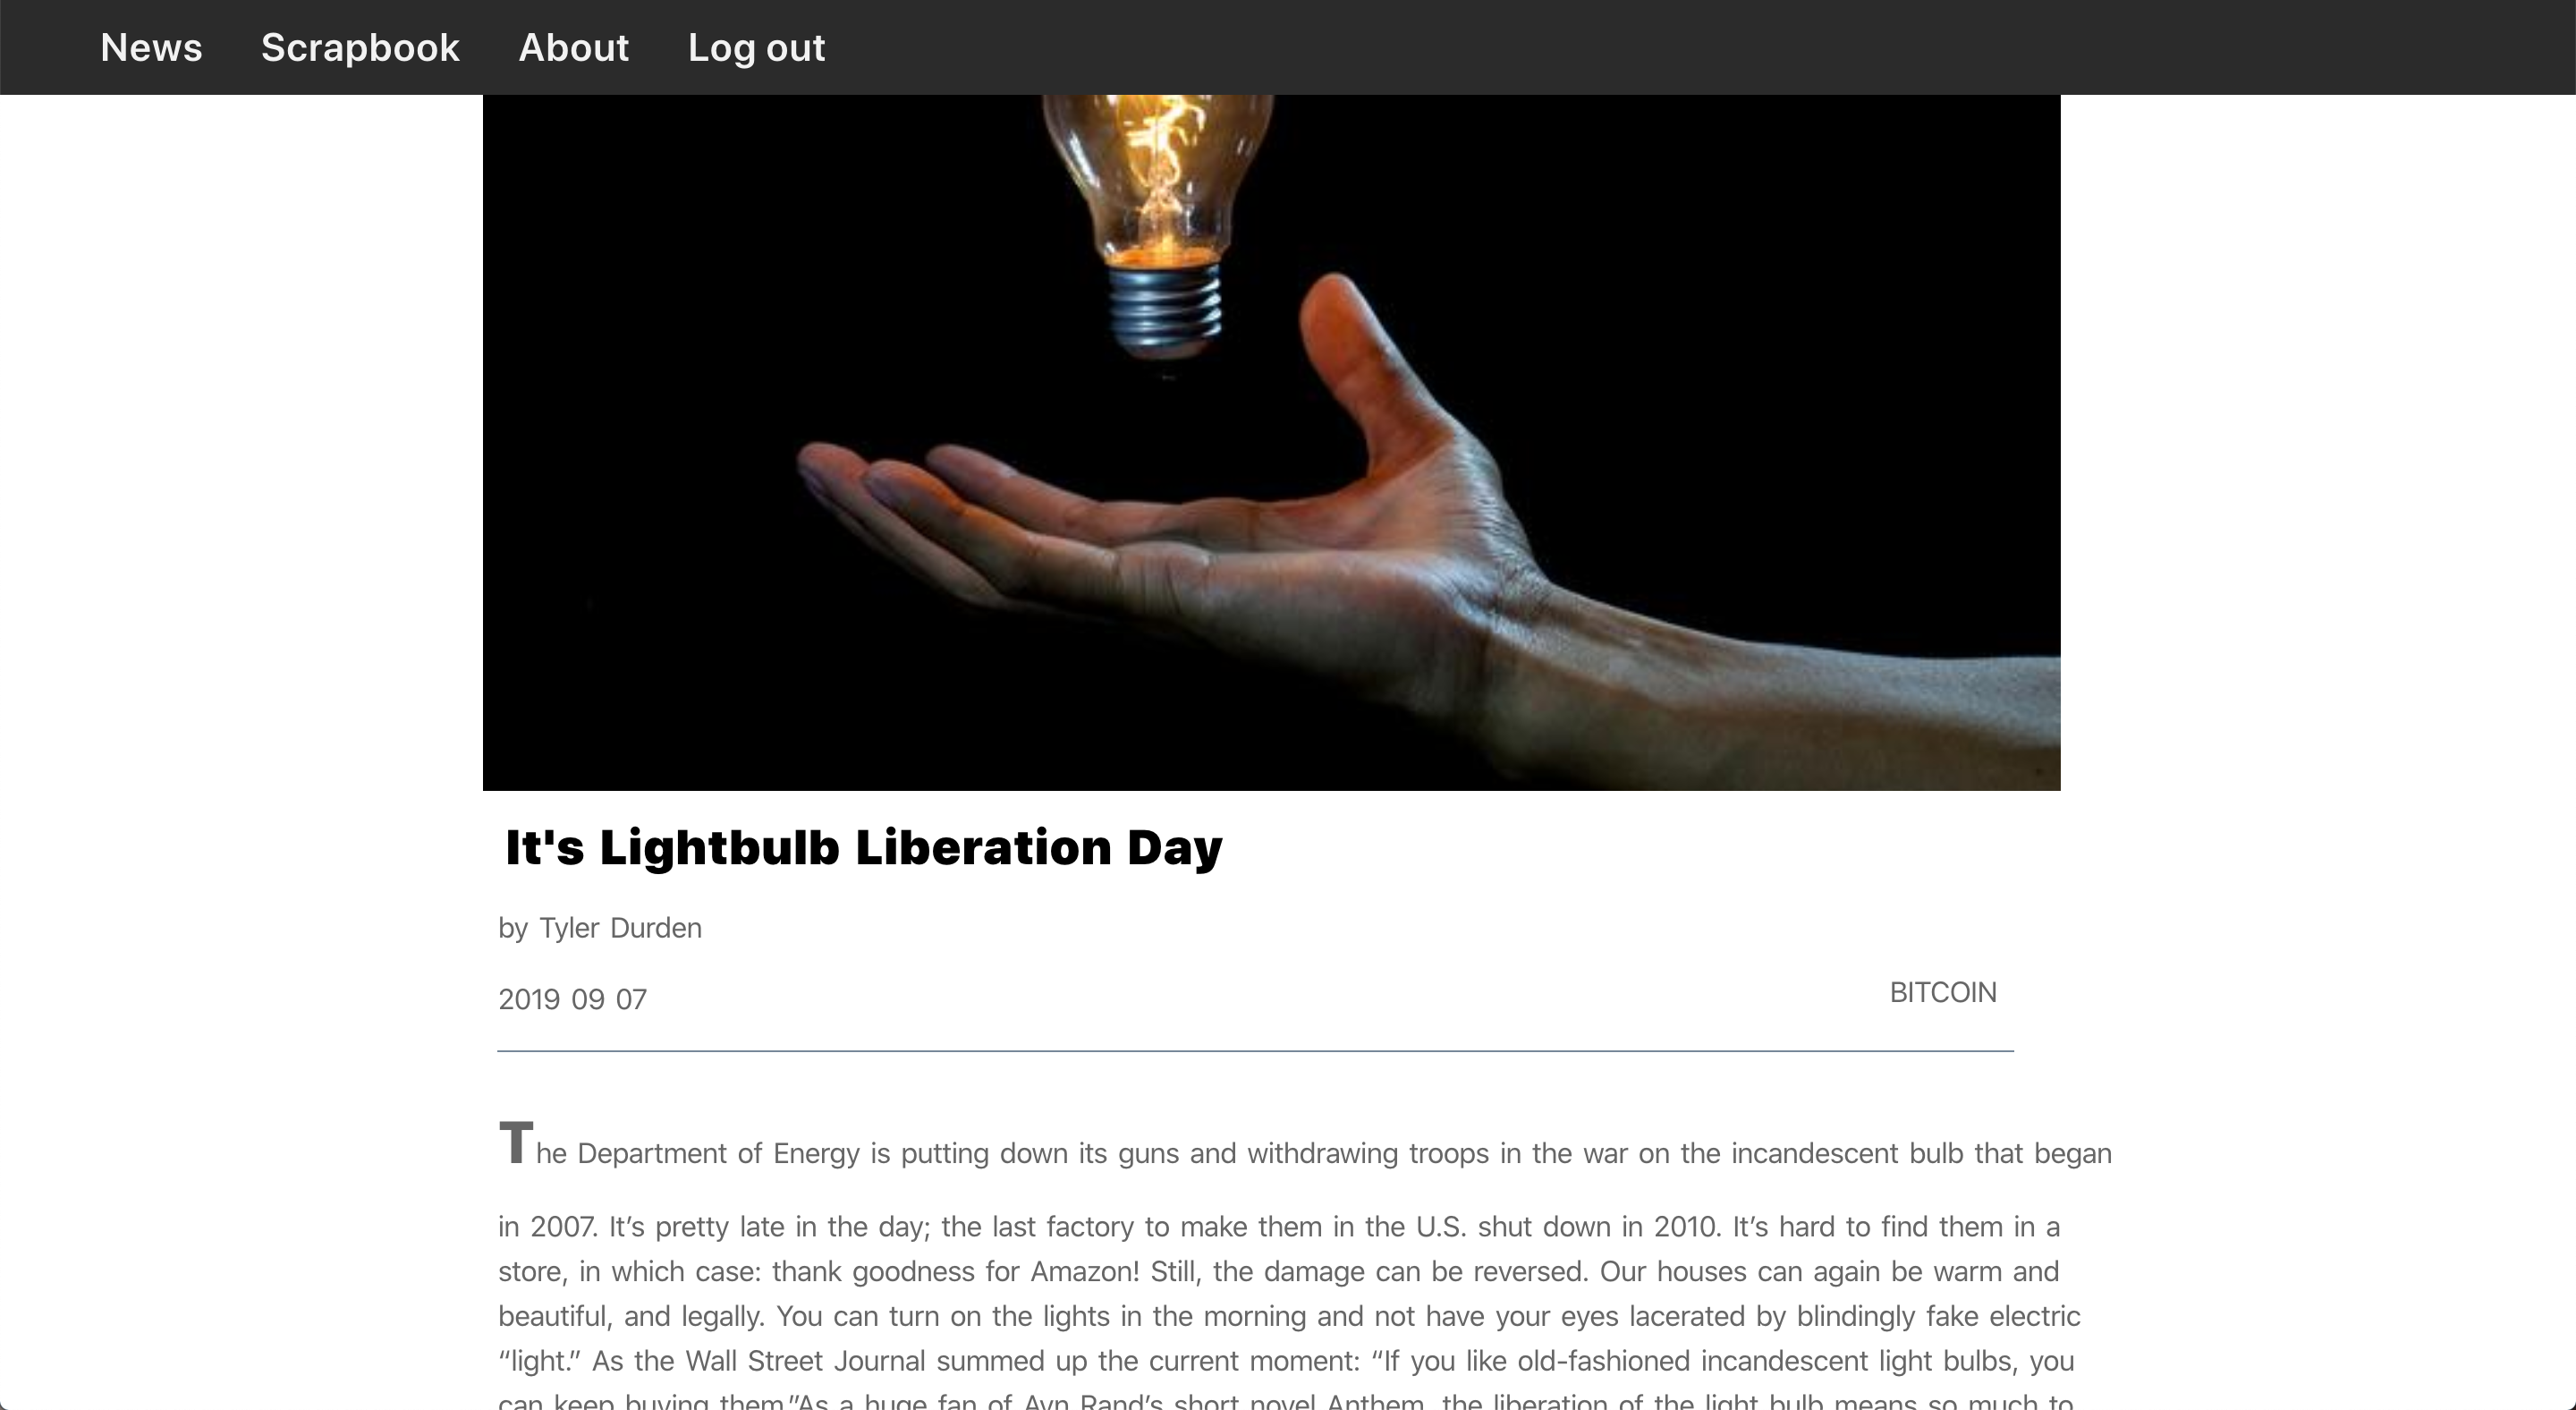 News Scrapbook About Log out
It's Lightbulb Liberation Day
by Tyler Durden
2019 09 07
BITCOIN
The Department of Energy is putting down its guns and withdrawing troops in the war on the incandescent bulb that began
in 2007. It’s pretty late in the day; the last factory to make them in the U.S. shut down in 2010. It’s hard to find them in a
store, in which case: thank goodness for Amazon! Still, the damage can be reversed. Our houses can again be warm and
beautiful, and legally. You can turn on the lights in the morning and not have your eyes lacerated by blindingly fake electric
“light.” As the Wall Street Journal summed up the current moment: “If you like old-fashioned incandescent light bulbs, you
can keep buying them.”As a huge fan of Ayn Rand’s short novel Anthem, the liberation of the light bulb means so much to